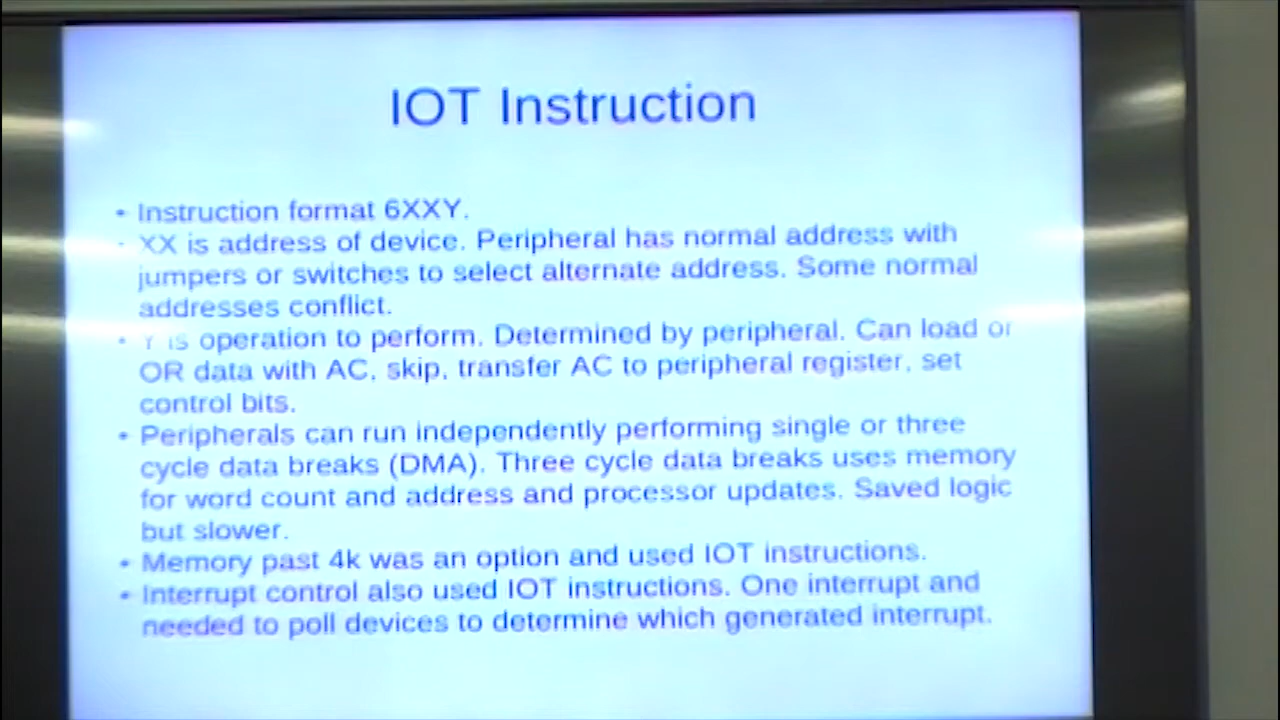 IOT Instruction
• Instruction format 6XXY.
• XX is address of device. Peripheral has normal address with
jumpers or switches to select alternate address. Some normal
addresses conflict.
• Y is operation to perform. Determined by peripheral. Can load or
OR data with AC, skip, transfer AC to peripheral register, set
control bits.
• Peripherals can run independently performing single or three
cycle data breaks (DMA). Three cycle data breaks uses memory
for word count and address and processor updates. Saved logic
but slower.
• Memory past 4k was an option and used IOT instructions.
• Interrupt control also used IOT instructions. One interrupt and
needed to poll devices to determine which generated interrupt.